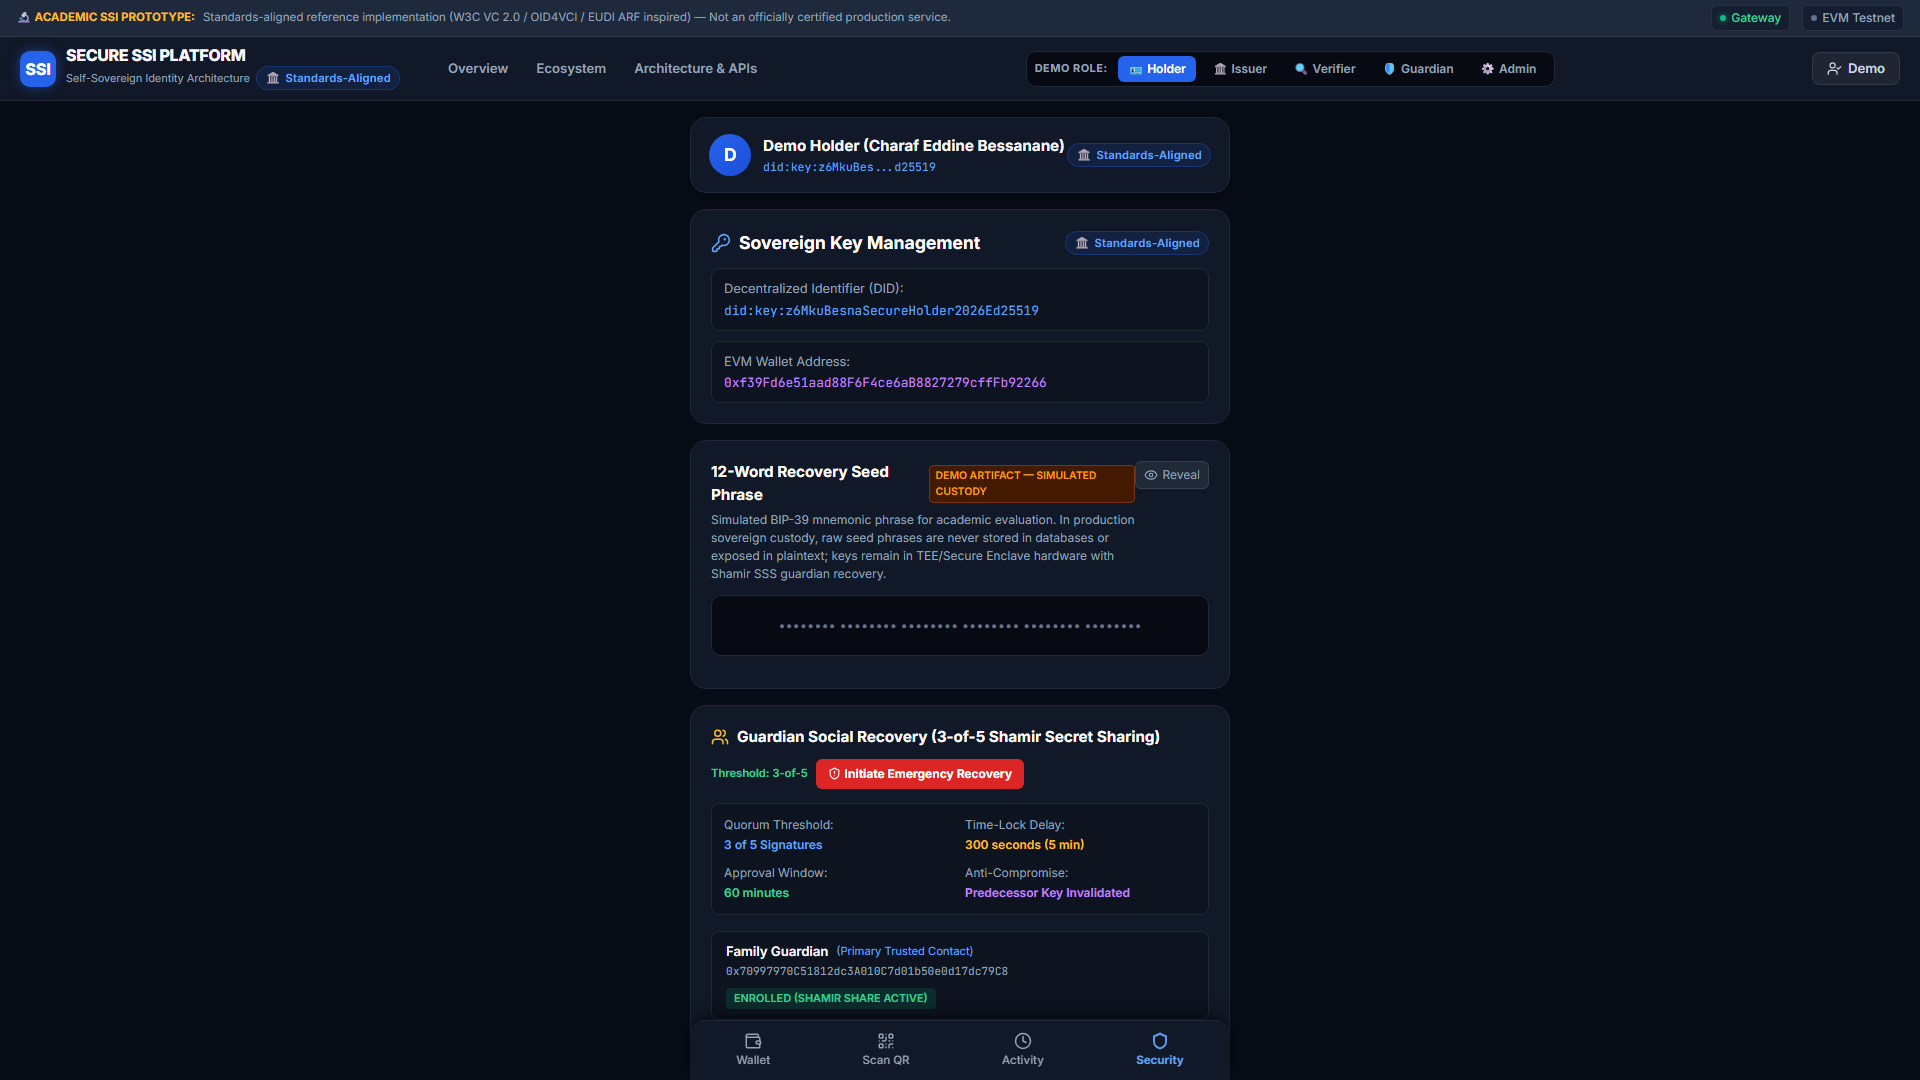 ACADEMIC SSI PROTOTYPE: Standards-aligned reference implementation (W3C VC 2.0 / OID4VCI / EUDI ARF inspired) — Not an officially certified production service.
Gateway
EVM Testnet
SSI
SECURE SSI PLATFORM
Self-Sovereign Identity Architecture
Standards-Aligned
Overview
Ecosystem
Architecture & APIs
DEMO ROLE:
Holder
Issuer
Verifier
Guardian
Admin
Demo
D
Demo Holder (Charaf Eddine Bessanane)
did:key:z6MkuBes...d25519
Standards-Aligned
Sovereign Key Management
Standards-Aligned
Decentralized Identifier (DID):
did:key:z6MkuBesnaSecureHolder2026Ed25519
EVM Wallet Address:
0xf39Fd6e51aad88F6F4ce6aB8827279cffFb92266
12-Word Recovery Seed
Phrase
DEMO ARTIFACT — SIMULATED
CUSTODY
Reveal
Simulated BIP-39 mnemonic phrase for academic evaluation. In production
sovereign custody, raw seed phrases are never stored in databases or
exposed in plaintext; keys remain in TEE/Secure Enclave hardware with
Shamir SSS guardian recovery.
•••••••• •••••••• •••••••• •••••••• •••••••• ••••••••
Guardian Social Recovery (3-of-5 Shamir Secret Sharing)
Threshold: 3-of-5
Initiate Emergency Recovery
Quorum Threshold:
3 of 5 Signatures
Time-Lock Delay:
300 seconds (5 min)
Approval Window:
60 minutes
Anti-Compromise:
Predecessor Key Invalidated
Family Guardian (Primary Trusted Contact)
0x70997970C51812dc3A010C7d01b50e0d17dc79C8
ENROLLED (SHAMIR SHARE ACTIVE)
Wallet
Scan QR
Activity
Security